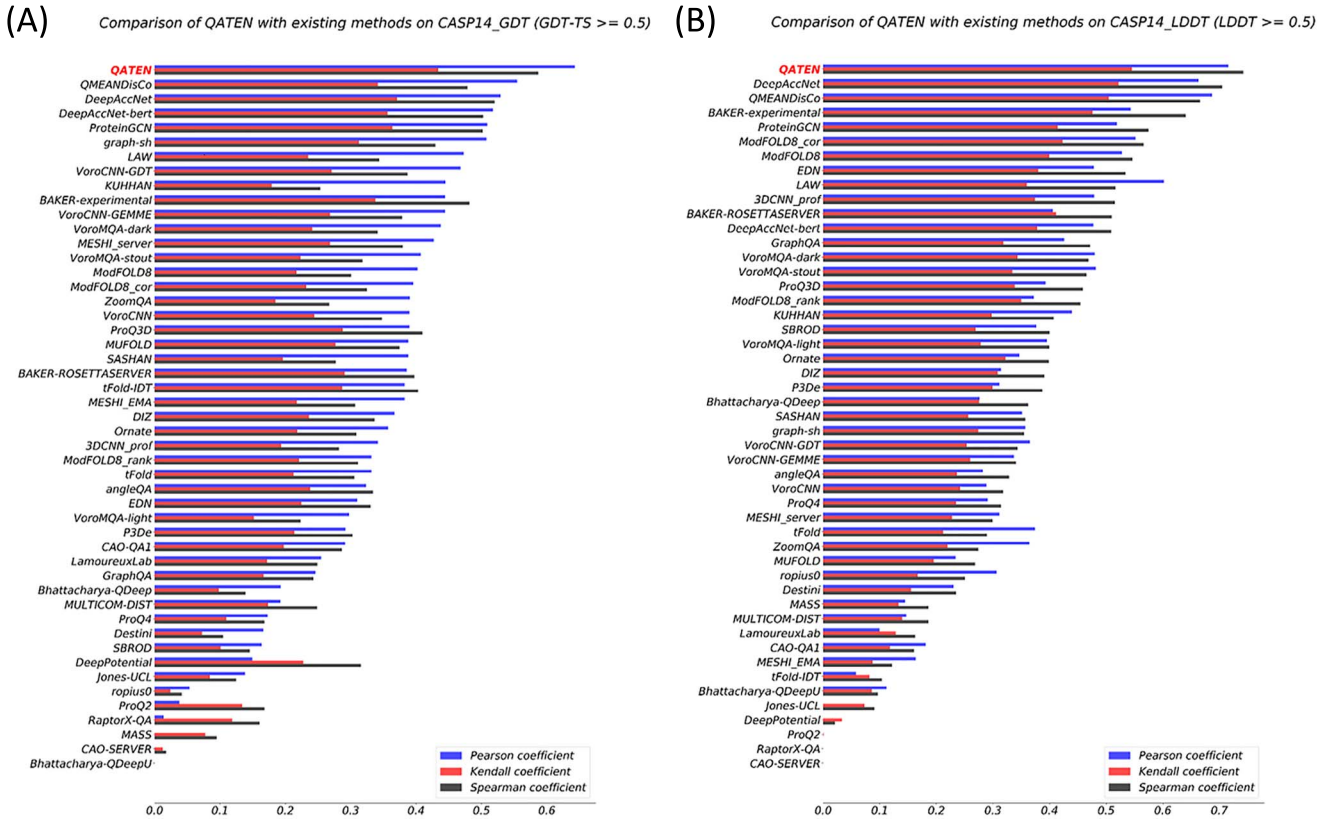 (A)
Comparison of QATEN with existing methods on CASP14_GDT (GDT-TS >= 0.5)
QATEN
QMEANDisCo
DeepAccNet
DeepAccNet-bert
ProteinGCN
graph-sh
LAW
VoroCNN-GDT
KUHHAN
BAKER-experimental
VoroCNN-GEMME
VoroMQA-dark
MESHI_server
VoroMQA-stout
ModFOLD8
ModFOLD8_cor
ZoomQA
VoroCNN
ProQ3D
MUFOLD
SASHAN
BAKER-ROSETTASERVER
tFold-IDT
MESHI_EMA
DIZ
Ornate
3DCNN_prof
ModFOLD8_rank
tFold
angleQA
EDN
VoroMQA-light
P3De
CAO-QA1
LamoureuxLab
GraphQA
Bhattacharya-QDeep
MULTICOM-DIST
ProQ4
Destini
SBROD
DeepPotential
Jones-UCL
ropius0
ProQ2
RaptorX-QA
MASS
CAO-SERVER
Bhattacharya-QDeepU
Pearson coefficient
Kendall coefficient
Spearman coefficient
0.0 0.1 0.2 0.3 0.4 0.5 0.6
(B)
Comparison of QATEN with existing methods on CASP14_LDDT (LDDT >= 0.5)
QATEN
DeepAccNet
QMEANDisCo
BAKER-experimental
ProteinGCN
ModFOLD8_cor
ModFOLD8
EDN
LAW
3DCNN_prof
BAKER-ROSETTASERVER
DeepAccNet-bert
GraphQA
VoroMQA-dark
VoroMQA-stout
ProQ3D
ModFOLD8_rank
KUHHAN
SBROD
VoroMQA-light
Ornate
DIZ
P3De
Bhattacharya-QDeep
SASHAN
graph-sh
VoroCNN-GDT
VoroCNN-GEMME
angleQA
VoroCNN
ProQ4
MESHI_server
tFold
ZoomQA
MUFOLD
ropius0
Destini
MASS
MULTICOM-DIST
LamoureuxLab
CAO-QA1
MESHI_EMA
tFold-IDT
Bhattacharya-QDeepU
Jones-UCL
DeepPotential
ProQ2
RaptorX-QA
CAO-SERVER
Pearson coefficient
Kendall coefficient
Spearman coefficient
0.0 0.1 0.2 0.3 0.4 0.5 0.6 0.7